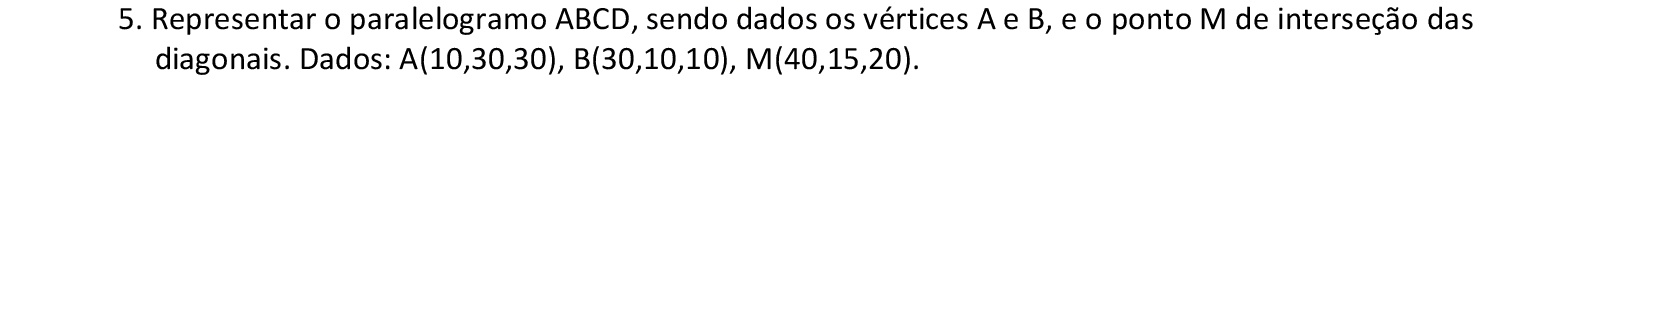 5. Representar o paralelogramo ABCD, sendo dados os vértices A e B, e o ponto M de interseção das
diagonais. Dados: A(10,30,30), B(30,10,10), M(40,15,20).